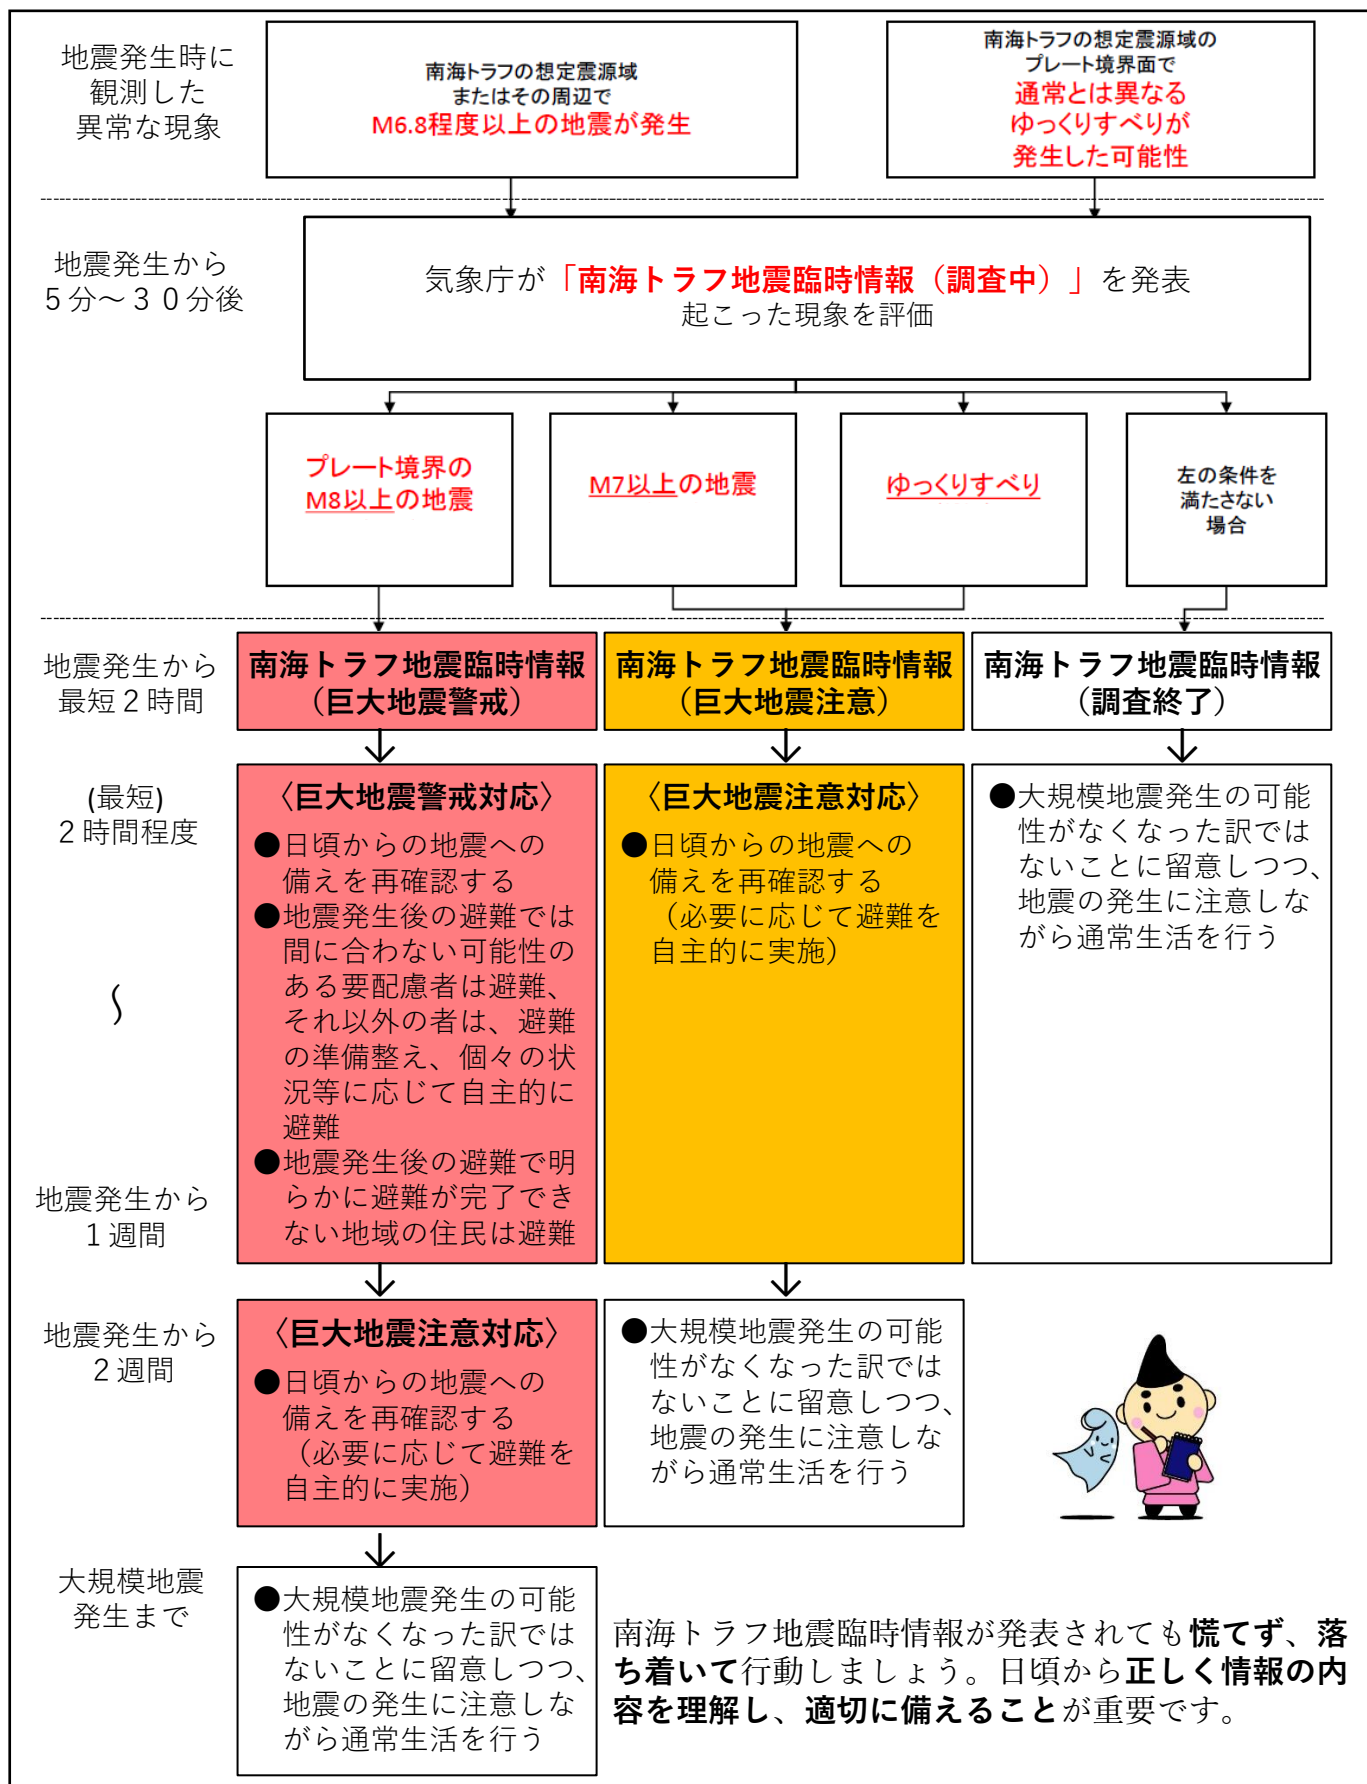 地震発生時に
観測した
異常な現象
南海トラフの想定震源域
またはその周辺で
M6.8程度以上の地震が発生
南海トラフの想定震源域の
プレート境界面で
通常とは異なる
ゆっくりすべりが
発生した可能性
地震発生から
5分～30分後
気象庁が「南海トラフ地震臨時情報（調査中）」を発表
起こった現象を評価
プレート境界の
M8以上の地震
M7以上の地震
ゆっくりすべり
左の条件を
満たさない
場合
地震発生から
最短2時間
南海トラフ地震臨時情報
（巨大地震警戒）
南海トラフ地震臨時情報
（巨大地震注意）
南海トラフ地震臨時情報
（調査終了）
(最短)
2時間程度
～
地震発生から
1週間
〈巨大地震警戒対応〉
●日頃からの地震への
備えを再確認する
●地震発生後の避難では
間に合わない可能性の
ある要配慮者は避難、
それ以外の者は、避難
の準備整え、個々の状
況等に応じて自主的に
避難
●地震発生後の避難で明
らかに避難が完了でき
ない地域の住民は避難
〈巨大地震注意対応〉
●日頃からの地震への
備えを再確認する
（必要に応じて避難を
自主的に実施）
●大規模地震発生の可能
性がなくなった訳では
ないことに留意しつつ、
地震の発生に注意しな
がら通常生活を行う
地震発生から
2週間
〈巨大地震注意対応〉
●日頃からの地震への
備えを再確認する
（必要に応じて避難を
自主的に実施）
●大規模地震発生の可能
性がなくなった訳では
ないことに留意しつつ、
地震の発生に注意しな
がら通常生活を行う
大規模地震
発生まで
●大規模地震発生の可能
性がなくなった訳では
ないことに留意しつつ、
地震の発生に注意しな
がら通常生活を行う
南海トラフ地震臨時情報が発表されても慌てず、落
ち着いて行動しましょう。日頃から正しく情報の内
容を理解し、適切に備えることが重要です。